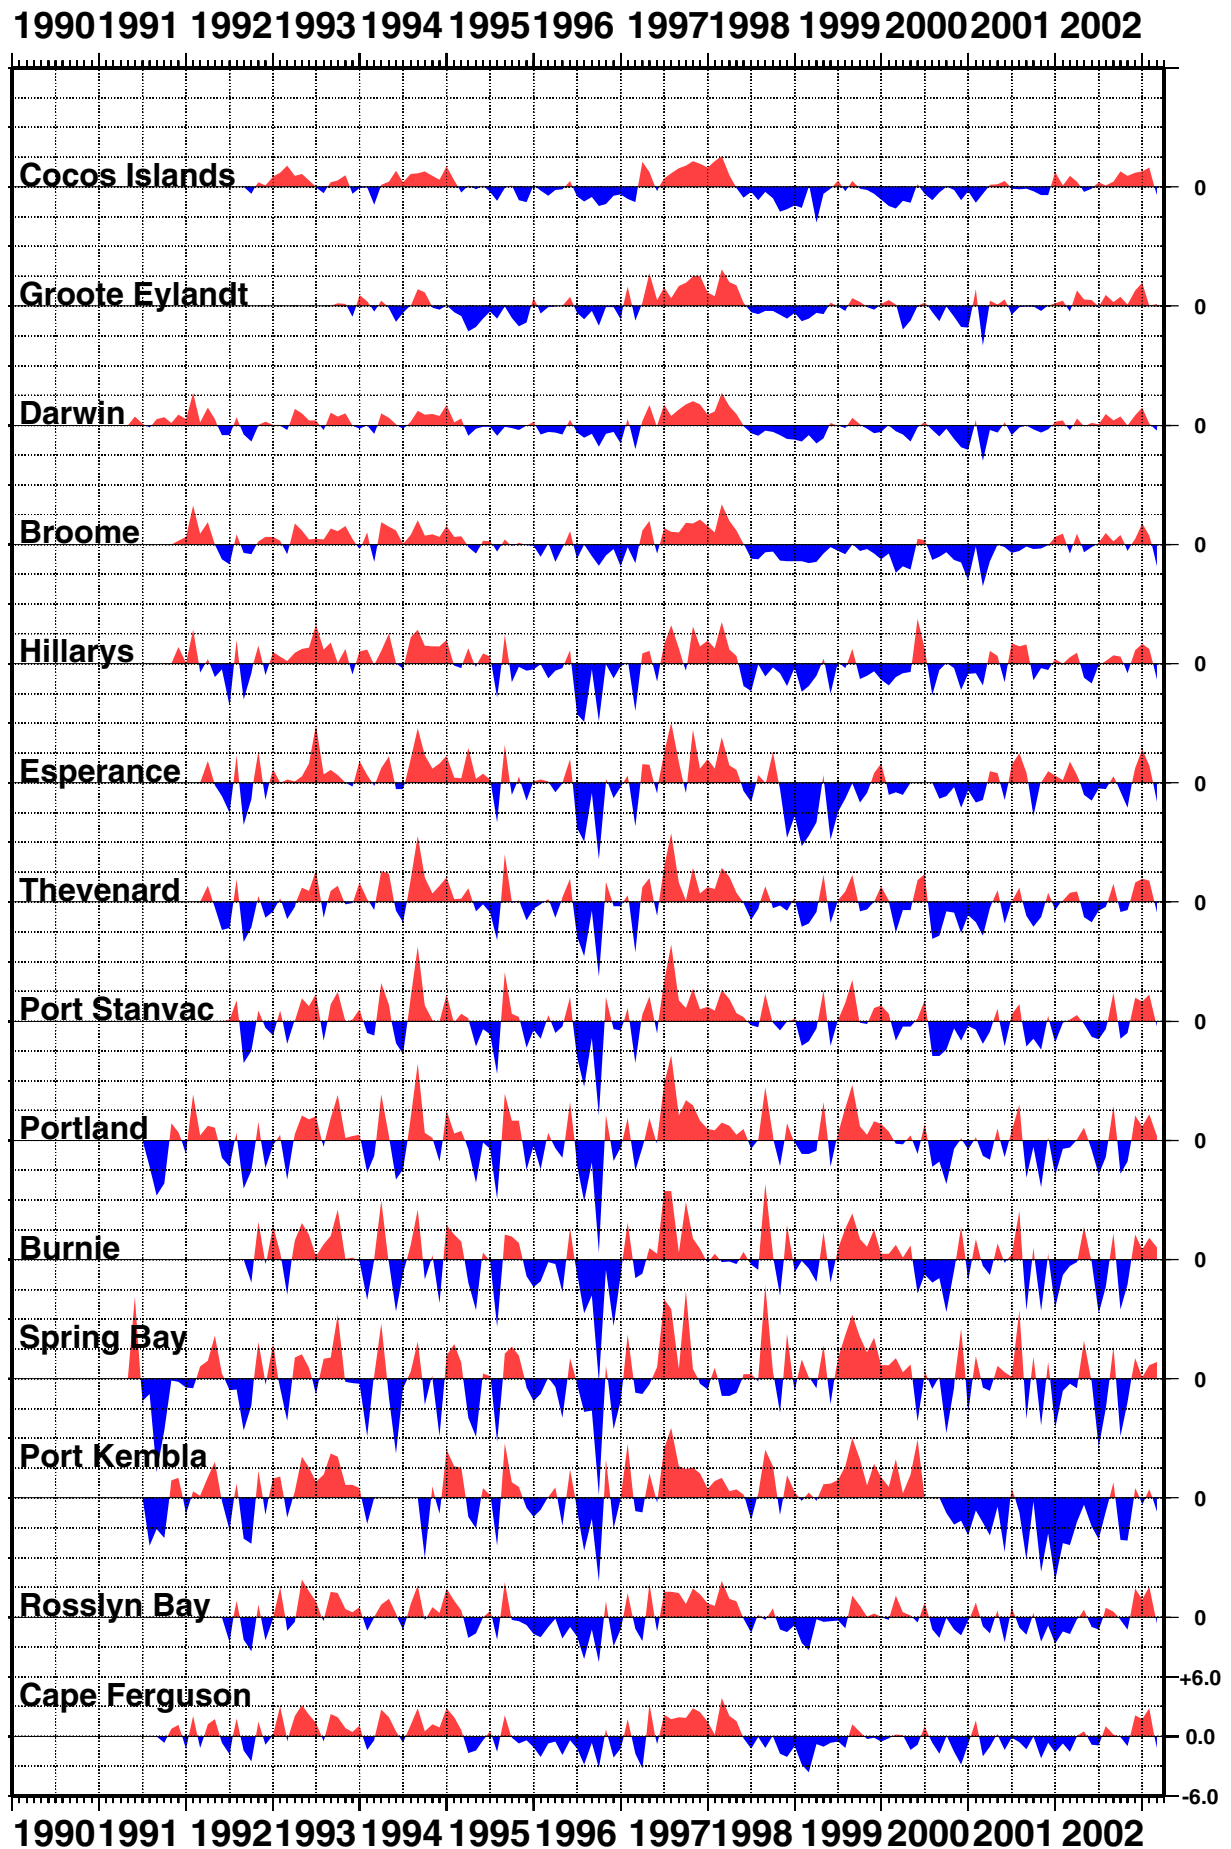 1990 1991 1992 1993 1994 1995 1996 1997 1998 1999 2000 2001 2002
Cocos Islands 0
Groote Eylandt 0
Darwin 0
Broome 0
Hillarys 0
Esperance 0
Thevenard 0
Port Stanvac 0
Portland 0
Burnie 0
Spring Bay 0
Port Kembla 0
Rosslyn Bay 0
+6.0
Cape Ferguson
0.0
-6.0
1990 1991 1992 1993 1994 1995 1996 1997 1998 1999 2000 2001 2002